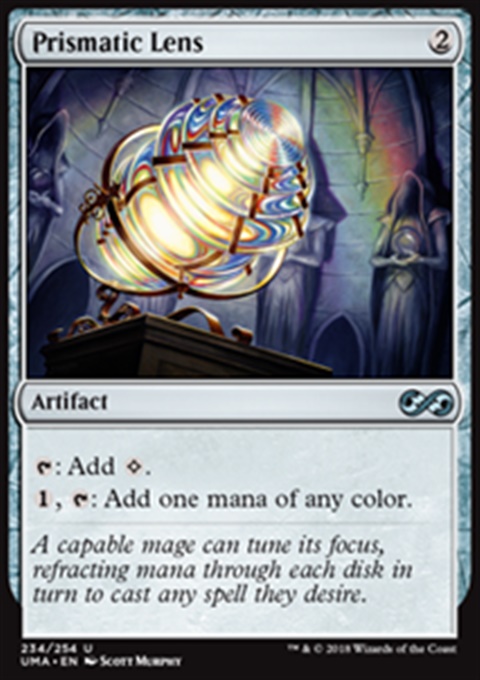 Prismatic Lens 2
Artifact
: Add .
1, : Add one mana of any color.
A capable mage can tune its focus,
refracting mana through each disk in
turn to cast any spell they desire.
234/254 U
UMA • EN Scott Murphy
™ & © 2018 Wizards of the Coast